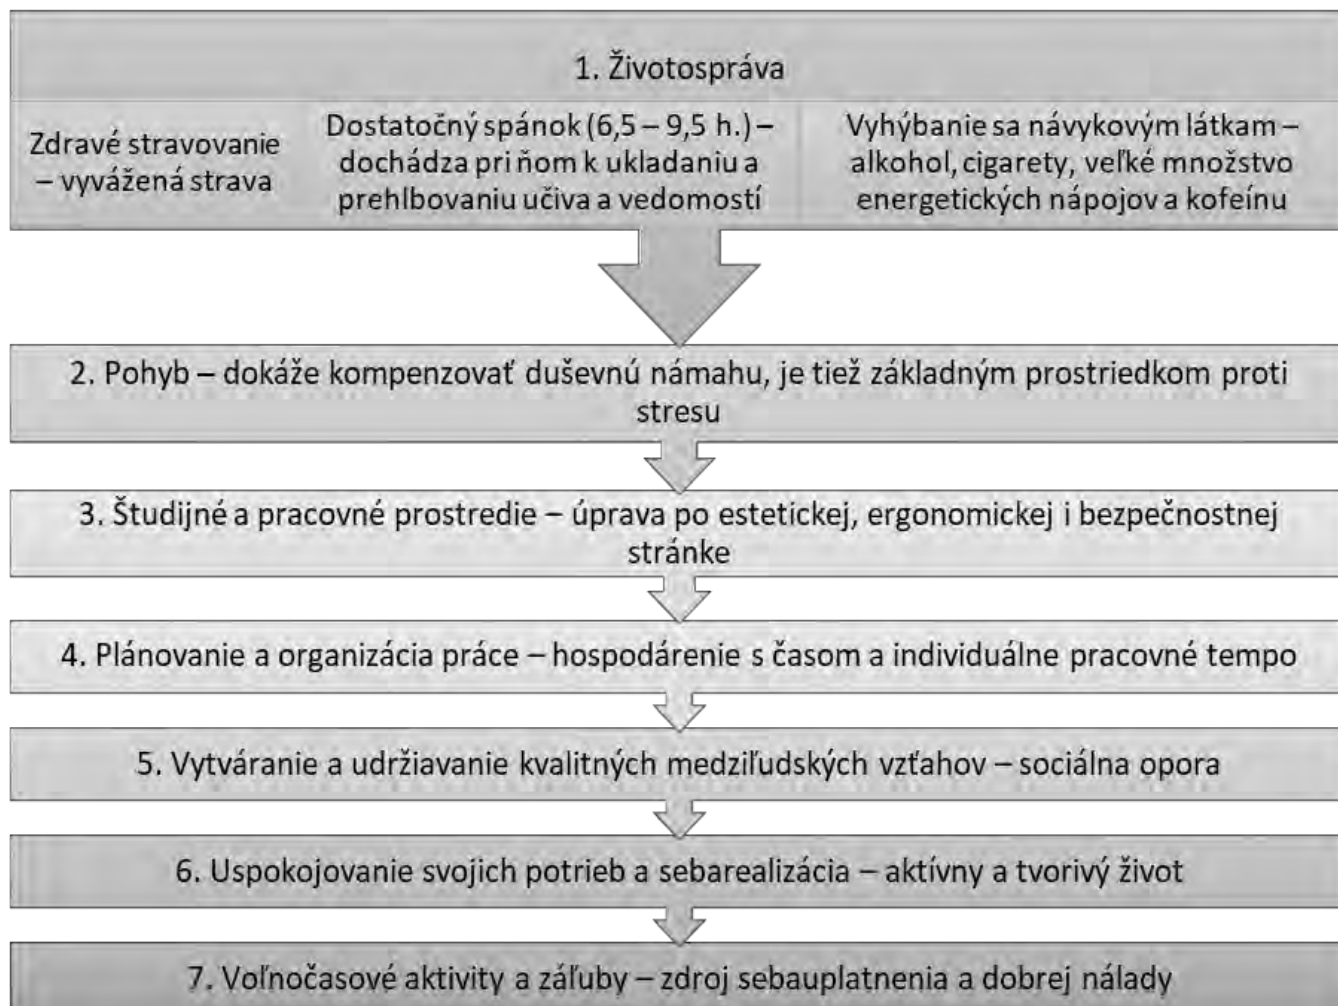 1. Životospráva
Zdravé stravovanie
– vyvážená strava
Dostatočný spánok (6,5 – 9,5 h.) –
dochádza pri ňom k ukladaniu a
prehlbovaniu učiva a vedomostí
Vyhýbanie sa návykovým látkam –
alkohol, cigarety, veľké množstvo
energetických nápojov a kofeínu
2. Pohyb – dokáže kompenzovať duševnú námahu, je tiež základným prostriedkom proti
stresu
3. Študijné a pracovné prostredie – úprava po estetickej, ergonomickej i bezpečnostnej
stránke
4. Plánovanie a organizácia práce – hospodárenie s časom a individuálne pracovné tempo
5. Vytváranie a udržiavanie kvalitných medziľudských vzťahov – sociálna opora
6. Uspokojovanie svojich potrieb a sebarealizácia – aktívny a tvorivý život
7. Voľnočasové aktivity a záľuby – zdroj sebauplatnenia a dobrej nálady